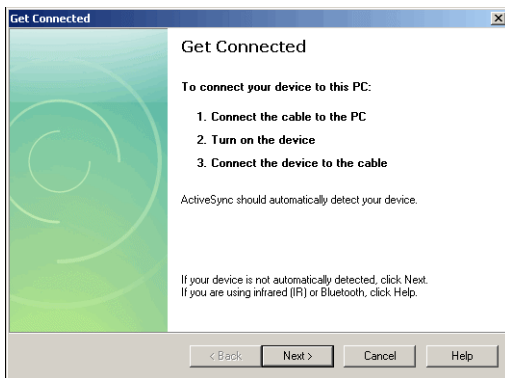 Get Connected
Get Connected
To connect your device to this PC:
1. Connect the cable to the PC
2. Turn on the device
3. Connect the device to the cable
ActiveSync should automatically detect your device.
If your device is not automatically detected, click Next.
If you are using infrared (IR) or Bluetooth, click Help.
< Back Next > Cancel Help